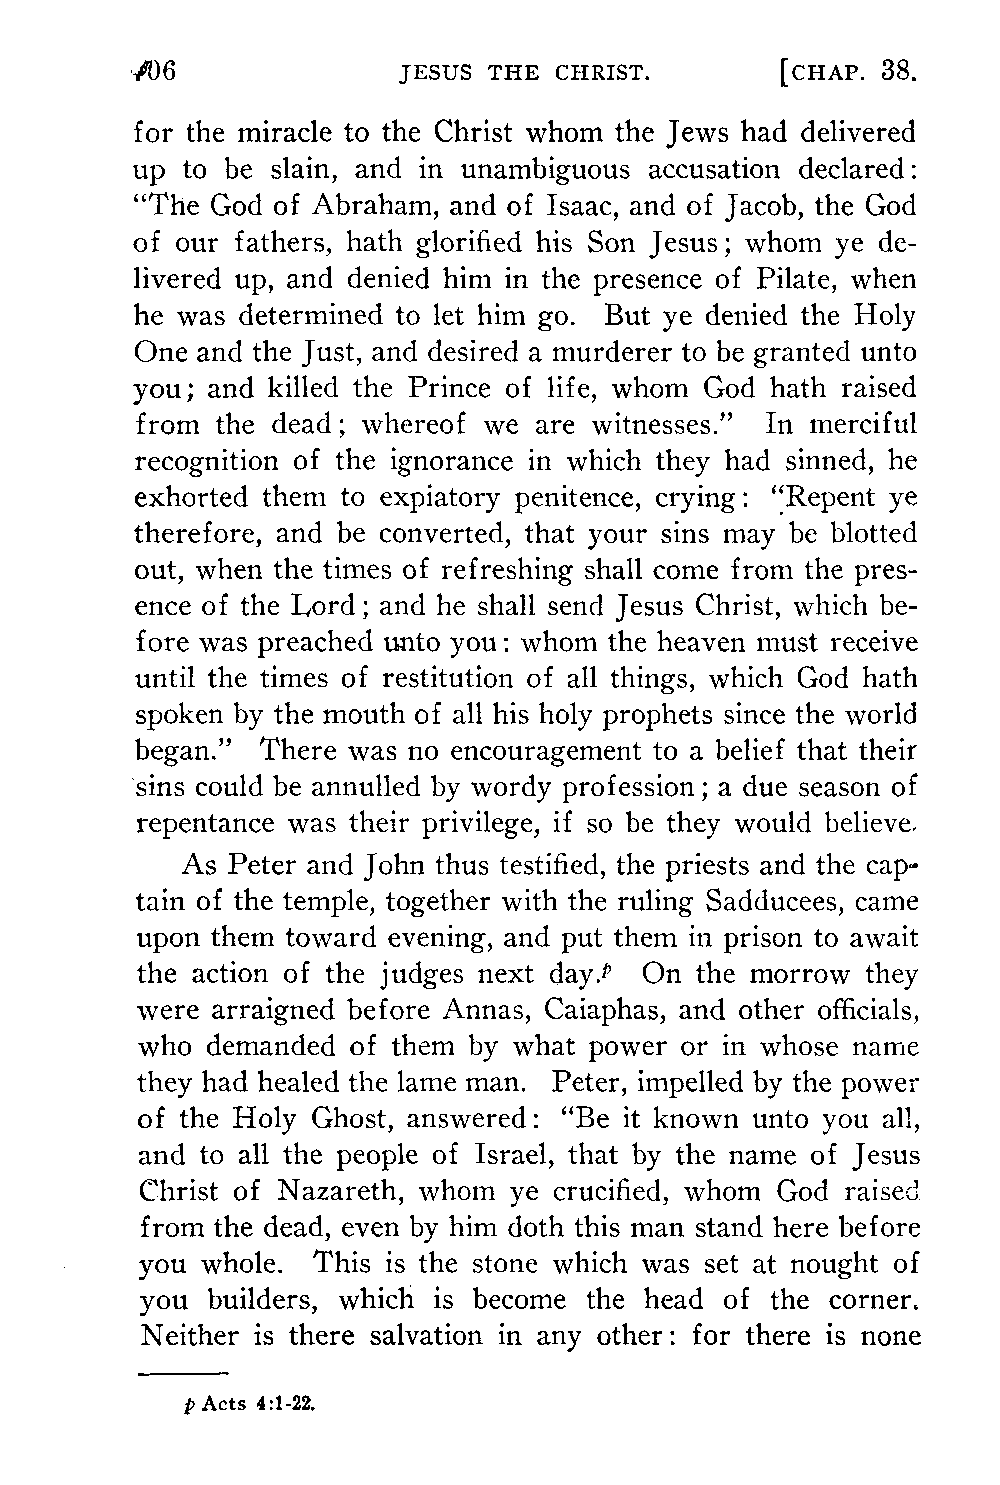 706 JESUS THE CHRIST. [CHAP. 38.
for the miracle to the Christ whom the Jews had delivered
up to be slain, and in unambiguous accusation declared:
“The God of Abraham, and of Isaac, and of Jacob, the God
of our fathers, hath glorified his Son Jesus; whom ye de-
livered up, and denied him in the presence of Pilate, when
he was determined to let him go. But ye denied the Holy
One and the Just, and desired a murderer to be granted unto
you; and killed the Prince of life, whom God hath raised
from the dead; whereof we are witnesses.” In merciful
recognition of the ignorance in which they had sinned, he
exhorted them to expiatory penitence, crying: “Repent ye
therefore, and be converted, that your sins may be blotted
out, when the times of refreshing shall come from the pres-
ence of the Lord; and he shall send Jesus Christ, which be-
fore was preached unto you: whom the heaven must receive
until the times of restitution of all things, which God hath
spoken by the mouth of all his holy prophets since the world
began.” There was no encouragement to a belief that their
sins could be annulled by wordy profession; a due season of
repentance was their privilege, if so be they would believe.
As Peter and John thus testified, the priests and the cap-
tain of the temple, together with the ruling Sadducees, came
upon them toward evening, and put them in prison to await
the action of the judges next day.p On the morrow they
were arraigned before Annas, Caiaphas, and other officials,
who demanded of them by what power or in whose name
they had healed the lame man. Peter, impelled by the power
of the Holy Ghost, answered: “Be it known unto you all,
and to all the people of Israel, that by the name of Jesus
Christ of Nazareth, whom ye crucified, whom God raised
from the dead, even by him doth this man stand here before
you whole. This is the stone which was set at nought of
you builders, which is become the head of the corner.
Neither is there salvation in any other: for there is none
p Acts 4:1-22.